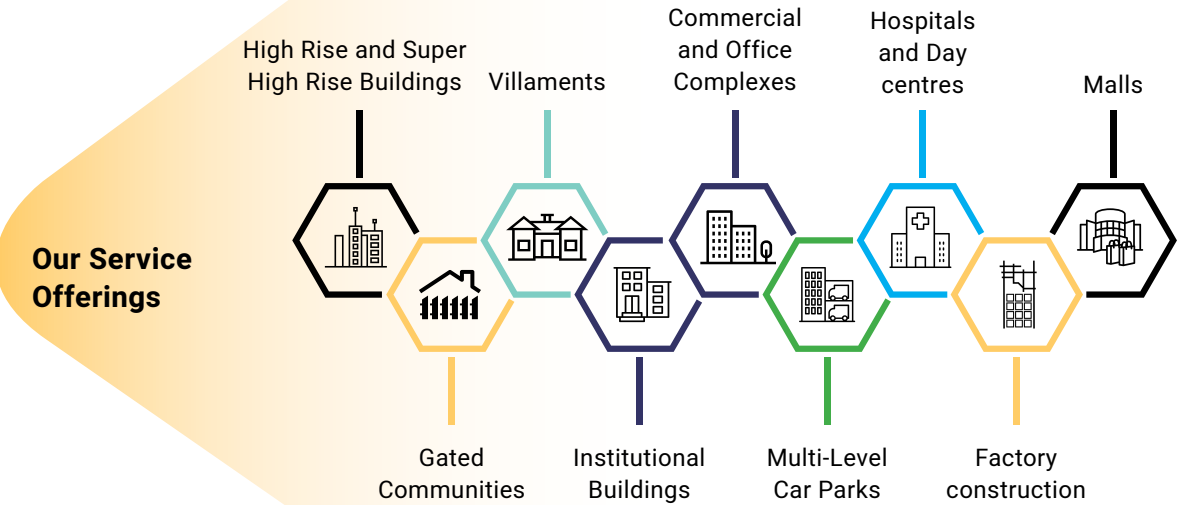 Our Service
Offerings
High Rise and Super
High Rise Buildings
Villaments
Commercial
and Office
Complexes
Hospitals
and Day
centres
Malls
Gated
Communities
Institutional
Buildings
Multi-Level
Car Parks
Factory
construction